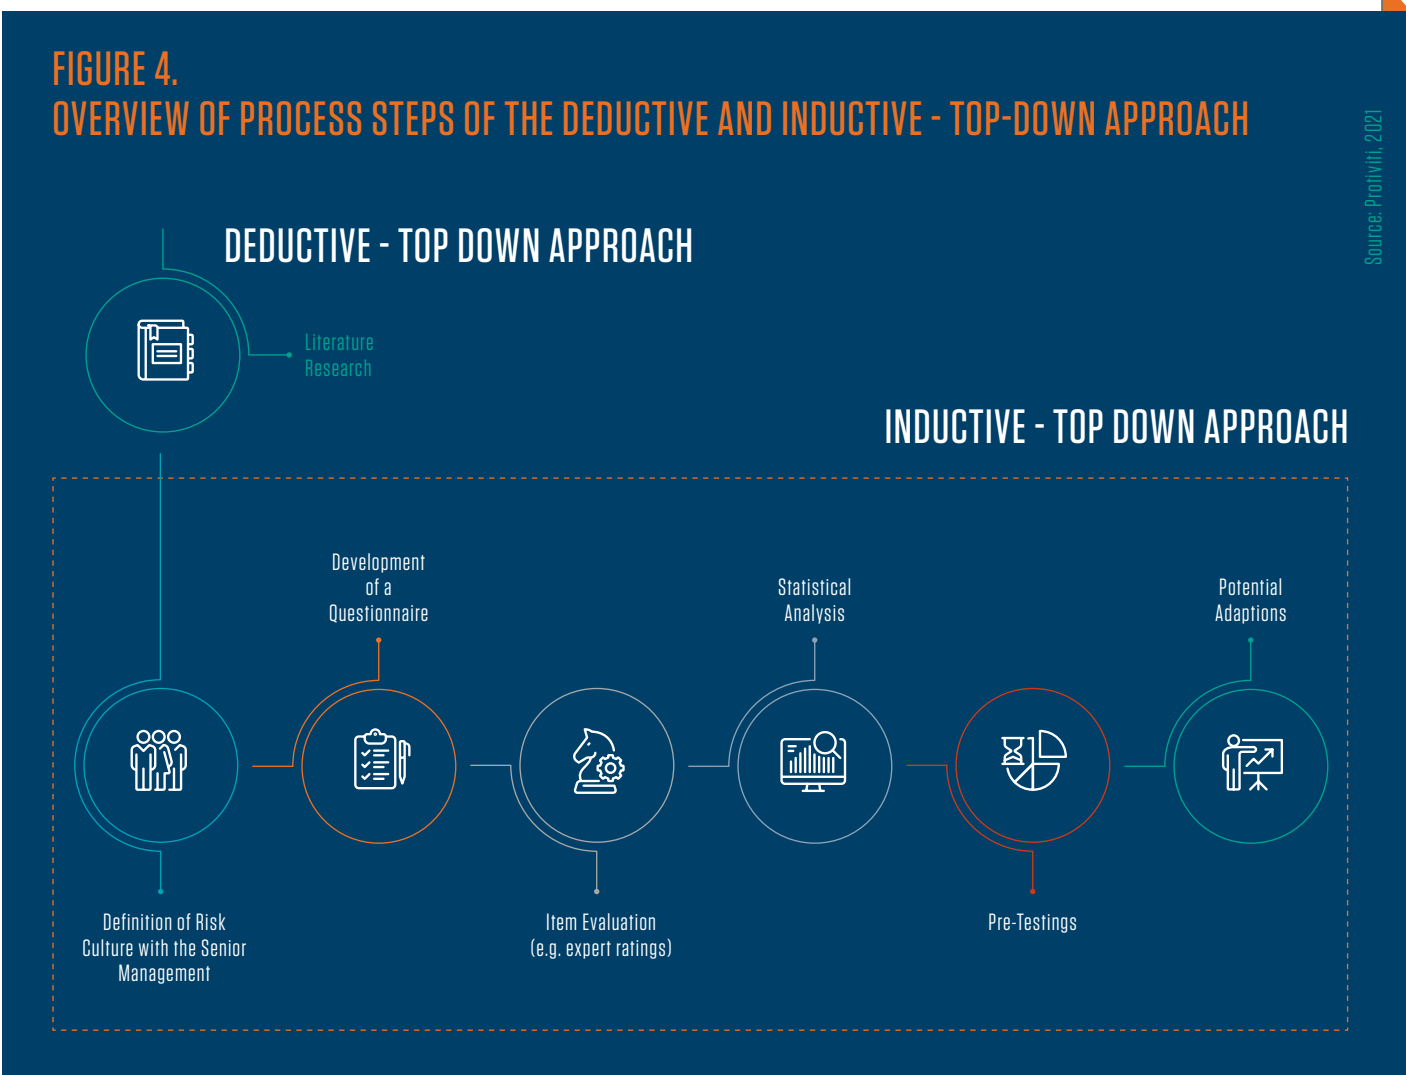 FIGURE 4.
OVERVIEW OF PROCESS STEPS OF THE DEDUCTIVE AND INDUCTIVE - TOP-DOWN APPROACH
Source: Protiviti, 2021
DEDUCTIVE - TOP DOWN APPROACH
Literature
Research
INDUCTIVE - TOP DOWN APPROACH
Definition of Risk
Culture with the Senior
Management
Development
of a
Questionnaire
Item Evaluation
(e.g. expert ratings)
Statistical
Analysis
Pre-Testings
Potential
Adaptions